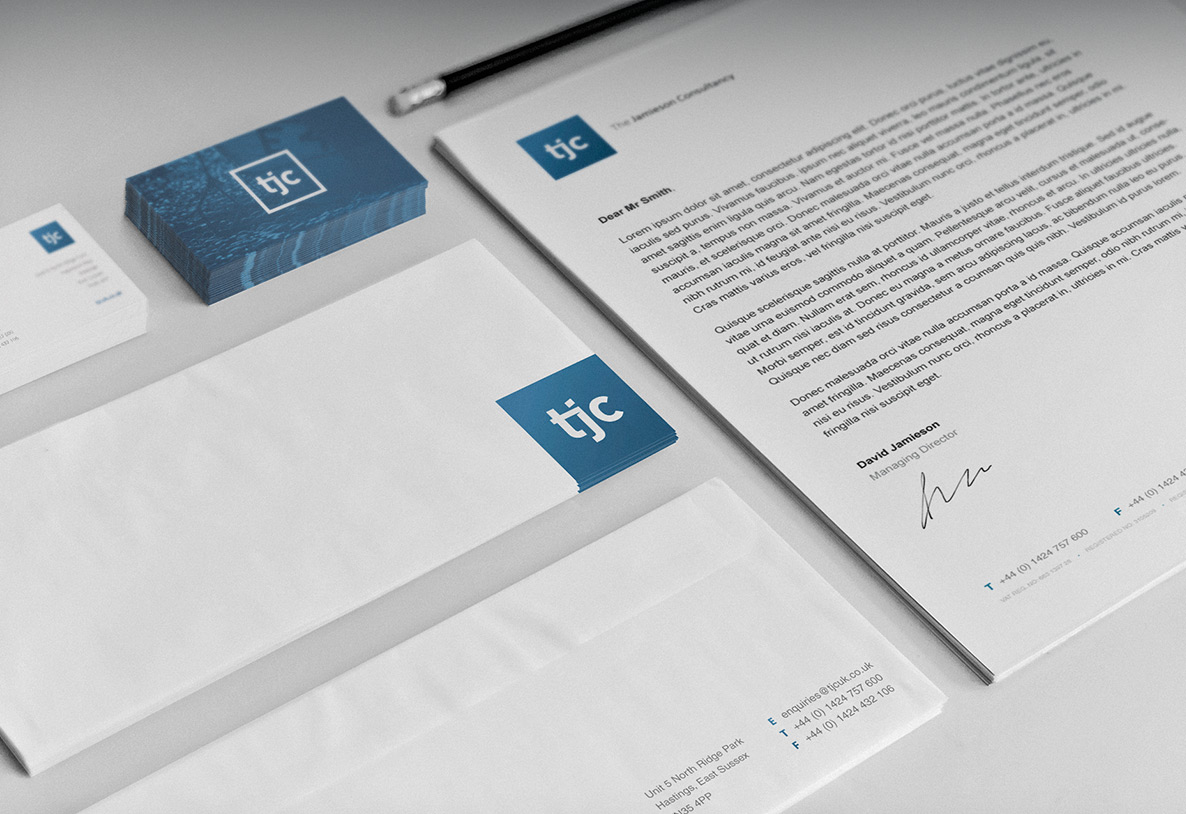 tjc
tjc
The Jamieson Consultancy
Dear Mr Smith,
Lorem ipsum dolor sit amet, consectetur adipiscing elit. Donec orci purus, luctus vitae dignissim eu,
iaculis sed purus. Vivamus faucibus, ipsum nec aliquet viverra, leo mauris condimentum ligula, sit
amet sagittis enim ligula quis arcu. Nam egestas tortor id nisi porttitor mattis. In tortor ante, ultricies in
suscipit a, tempus non massa. Vivamus et auctor mi. Fusce vel massa nulla. Phasellus nec eros
mauris, et scelerisque orci. Donec malesuada orci vitae nulla accumsan porta a id massa. Quisque
accumsan iaculis magna sit amet fringilla. Maecenas consequat, magna eget tincidunt semper, odio
nibh rutrum mi, id feugiat ante nisi eu risus. Vestibulum nunc orci, rhoncus a placerat in, ultricies in mi.
Cras mattis varius eros, vel fringilla nisi suscipit eget.
Quisque scelerisque sagittis nulla at porttitor. Mauris a justo et tellus interdum tristique. Sed id augue
vitae urna euismod commodo aliquet a quam. Pellentesque arcu velit, cursus et malesuada ut, conse-
quat et diam. Nullam erat sem, rhoncus id ullamcorper vitae, rhoncus et arcu. In ultricies ultricies nulla
ut rutrum nisi iaculis at. Donec eu magna a metus ornare faucibus. Fusce aliquet faucibus ultricies.
Morbi semper, est id tincidunt gravida, sem arcu adipiscing lacus, ac bibendum nulla leo eu purus.
Quisque nec diam sed risus consectetur a accumsan quis nibh. Vestibulum id purus lorem.
Donec malesuada orci vitae nulla accumsan porta a id massa. Quisque accumsan iaculis
amet fringilla. Maecenas consequat, magna eget tincidunt semper, odio nibh rutrum mi,
nisi eu risus. Vestibulum nunc orci, rhoncus a placerat in, ultricies in mi. Cras mattis
fringilla nisi suscipit eget.
David Jamieson
Managing Director
T +44 (0) 1424 757 600
F +44 (0) 1424
VAT REG. NO.
REGISTERED NO.
tjc
tjc
E enquiries@tjcuk.co.uk
T +44 (0) 1424 757 600
F +44 (0) 1424 432 106
Unit 5 North Ridge Park
Hastings, East Sussex
N35 4PP